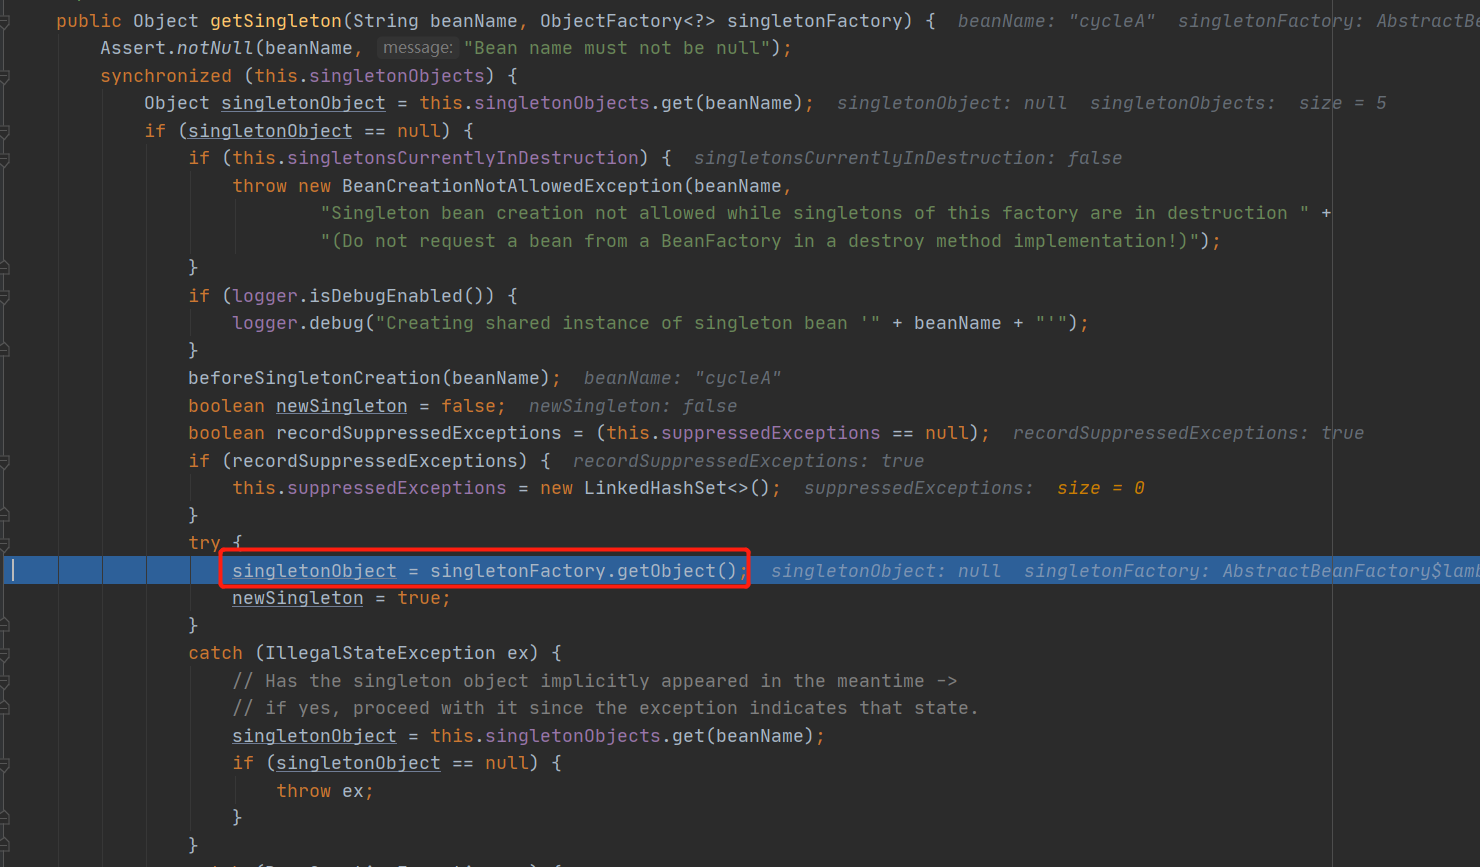 public Object getSingleton(String beanName, ObjectFactory<?> singletonFactory) {  beanName: "cycleA"  singletonFactory: AbstractBe
Assert.notNull(beanName, message: "Bean name must not be null");
synchronized (this.singletonObjects) {
Object singletonObject = this.singletonObjects.get(beanName);  singletonObject: null  singletonObjects:  size = 5
if (singletonObject == null) {
if (this.singletonsCurrentlyInDestruction) {  singletonsCurrentlyInDestruction: false
throw new BeanCreationNotAllowedException(beanName,
"Singleton bean creation not allowed while singletons of this factory are in destruction " +
"(Do not request a bean from a BeanFactory in a destroy method implementation!)");
}
if (logger.isDebugEnabled()) {
logger.debug("Creating shared instance of singleton bean '" + beanName + "'");
}
beforeSingletonCreation(beanName);  beanName: "cycleA"
boolean newSingleton = false;  newSingleton: false
boolean recordSuppressedExceptions = (this.suppressedExceptions == null);  recordSuppressedExceptions: true
if (recordSuppressedExceptions) {  recordSuppressedExceptions: true
this.suppressedExceptions = new LinkedHashSet<>();  suppressedExceptions:  size = 0
}
try {
singletonObject = singletonFactory.getObject();  singletonObject: null  singletonFactory: AbstractBeanFactory$lamb
newSingleton = true;
}
catch (IllegalStateException ex) {
// Has the singleton object implicitly appeared in the meantime ->
// if yes, proceed with it since the exception indicates that state.
singletonObject = this.singletonObjects.get(beanName);
if (singletonObject == null) {
throw ex;
}
}